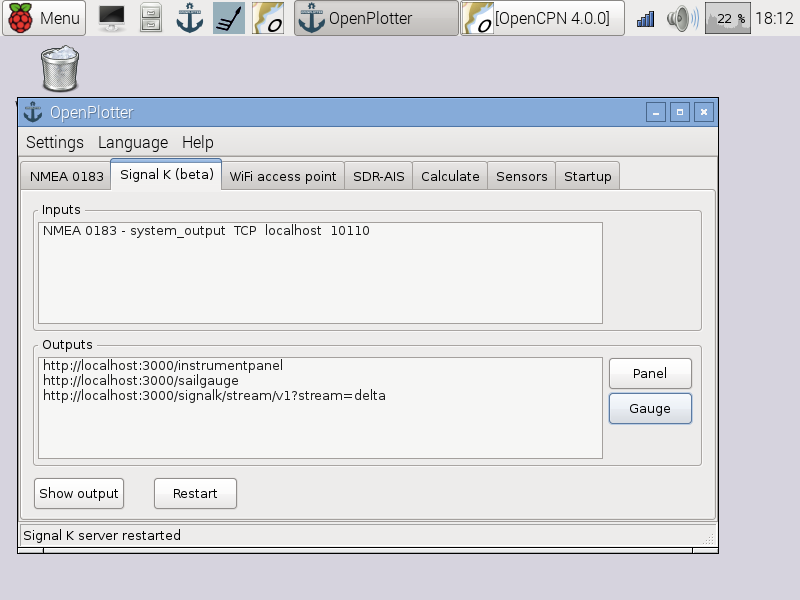 Menu OpenPlotter [OpenCPN 4.0.0] 22 % 18:12
OpenPlotter
Settings Language Help
NMEA 0183 Signal K (beta) WiFi access point SDR-AIS Calculate Sensors Startup
Inputs
NMEA 0183 - system_output TCP localhost 10110
Outputs
http://localhost:3000/instrumentpanel
http://localhost:3000/sailgauge
http://localhost:3000/signalk/stream/v1?stream=delta
Panel
Gauge
Show output Restart
Signal K server restarted